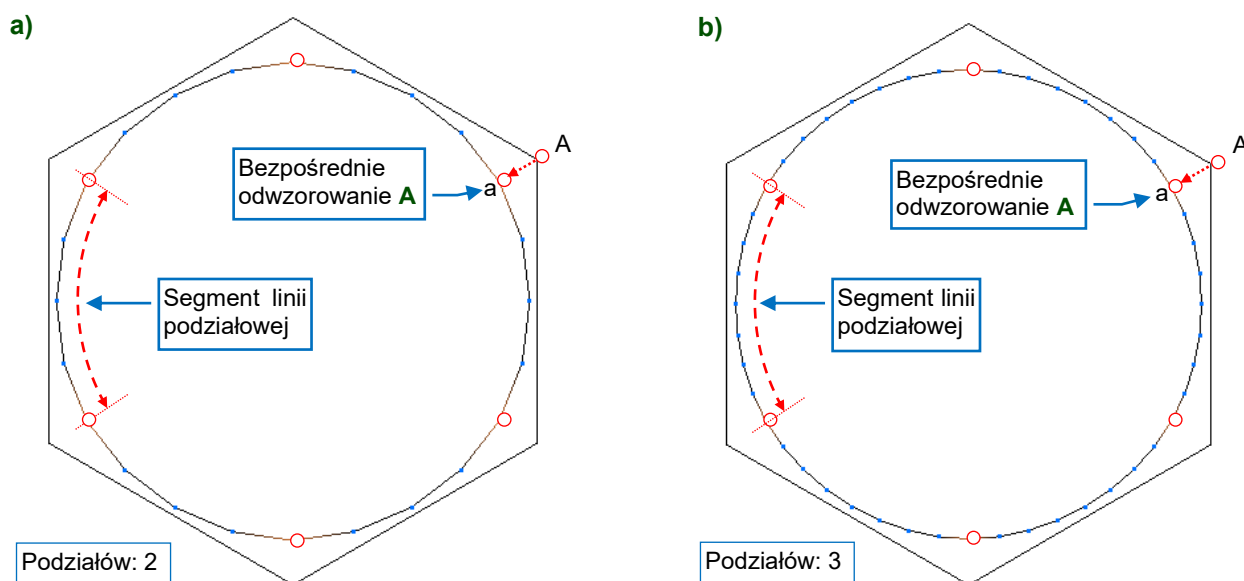 a)
A
Bezpośrednie
odwzorowanie A
a
Segment linii
podziałowej
Podziałów: 2
b)
A
Bezpośrednie
odwzorowanie A
a
Segment linii
podziałowej
Podziałów: 3